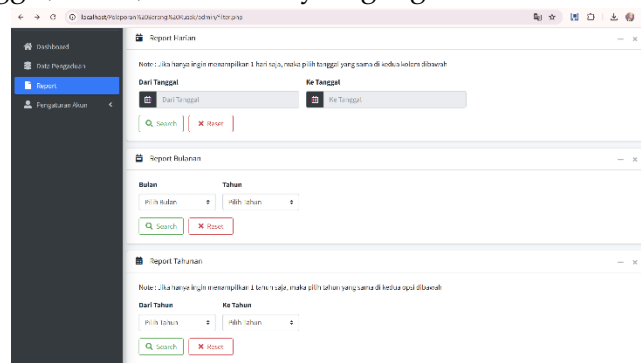 localhost/Pelaporan%20Barang%20Rusak/admin/filter.php
Dashboard
Data Pengaduan
Report
Pengaturan Akun
Report Harian
Note : Jika hanya ingin menampilkan 1 hari saja, maka pilih tanggal yang sama di kedua kolom dibawah
Dari Tanggal Ke Tanggal
Dari Tanggal Ke Tanggal
Search Reset
Report Bulanan
Bulan Tahun
Pilih Bulan Pilih Tahun
Search Reset
Report Tahunan
Note : Jika hanya ingin menampilkan 1 tahun saja, maka pilih tahun yang sama di kedua opsi dibawah
Dari Tahun Ke Tahun
Pilih Tahun Pilih Tahun
Search Reset